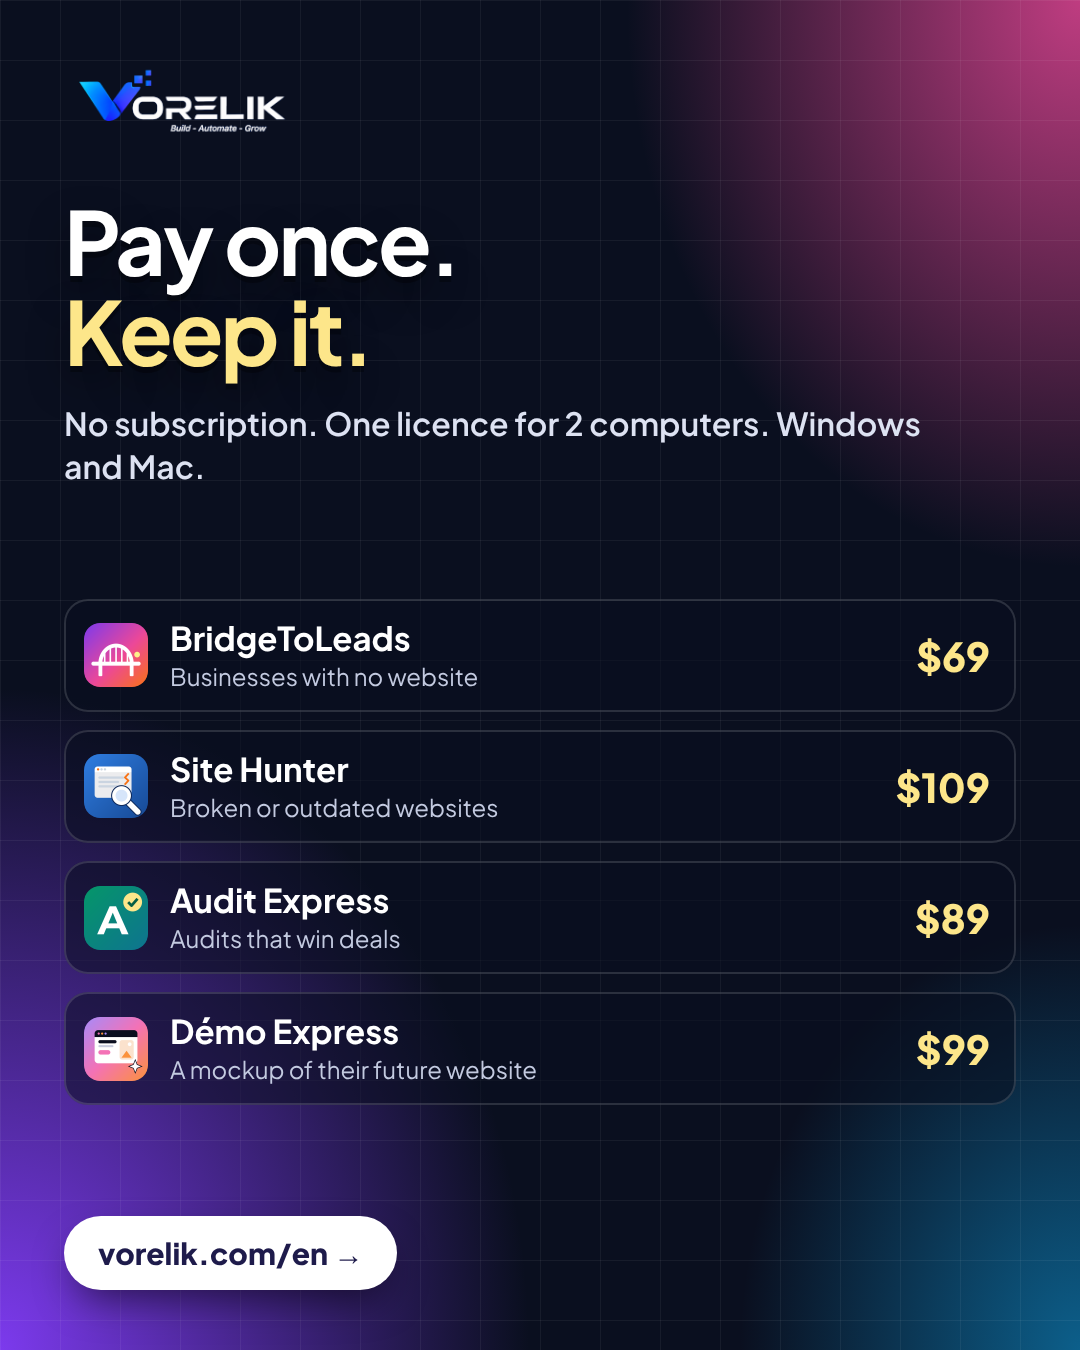 VORELIK
Build - Automate - Grow
Pay once.
Keep it.
No subscription. One licence for 2 computers. Windows
and Mac.
BridgeToLeads
Businesses with no website
$69
Site Hunter
Broken or outdated websites
$109
A
Audit Express
Audits that win deals
$89
Démo Express
A mockup of their future website
$99
vorelik.com/en →